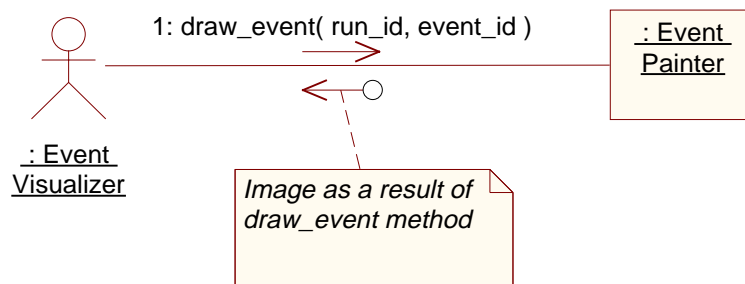 1: draw_event( run_id, event_id )
: Event
Painter
: Event
Visualizer
Image as a result of
draw_event method